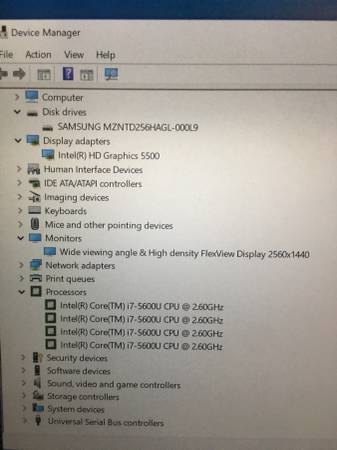 Device Manager
File Action View Help
Computer
Disk drives
SAMSUNG MZNTD256HAGL-000L9
Display adapters
Intel(R) HD Graphics 5500
Human Interface Devices
IDE ATA/ATAPI controllers
Imaging devices
Keyboards
Mice and other pointing devices
Monitors
Wide viewing angle & High density FlexView Display 2560x1440
Network adapters
Print queues
Processors
Intel(R) Core(TM) i7-5600U CPU @ 2.60GHz
Intel(R) Core(TM) i7-5600U CPU @ 2.60GHz
Intel(R) Core(TM) i7-5600U CPU @ 2.60GHz
Intel(R) Core(TM) i7-5600U CPU @ 2.60GHz
Security devices
Software devices
Sound, video and game controllers
Storage controllers
System devices
Universal Serial Bus controllers